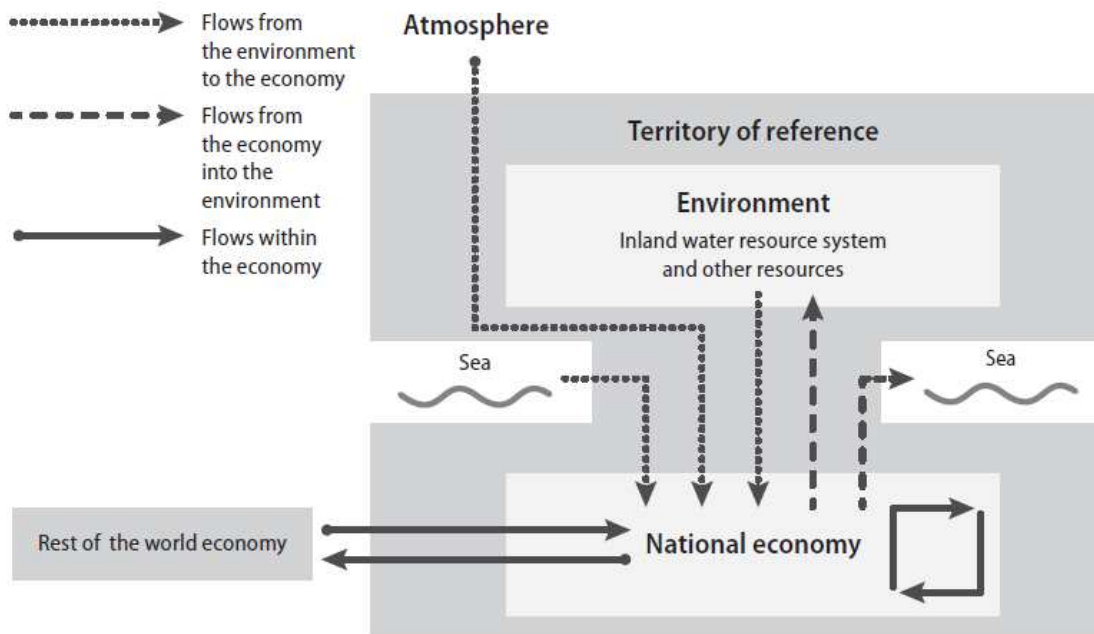 Flows from
the environment
to the economy
Flows from
the economy
into the
environment
Flows within
the economy
Atmosphere
Territory of reference
Environment
Inland water resource system
and other resources
Sea
Sea
Rest of the world economy
National economy